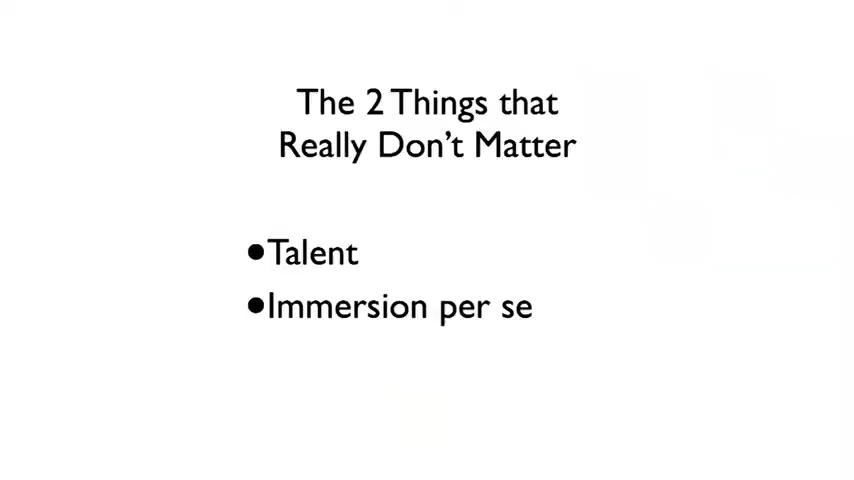 The 2 Things that
Really Don't Matter
•Talent
•Immersion per se